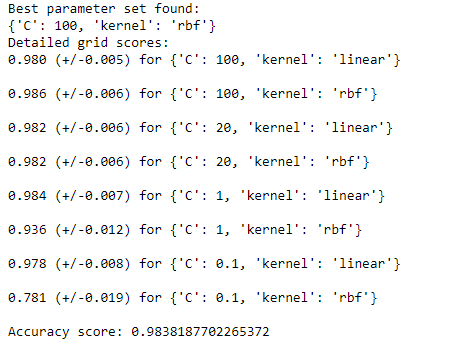 Best parameter set found:
{'C': 100, 'kernel': 'rbf'}
Detailed grid scores:
0.980 (+/-0.005) for {'C': 100, 'kernel': 'linear'}
0.986 (+/-0.006) for {'C': 100, 'kernel': 'rbf'}
0.982 (+/-0.006) for {'C': 20, 'kernel': 'linear'}
0.982 (+/-0.006) for {'C': 20, 'kernel': 'rbf'}
0.984 (+/-0.007) for {'C': 1, 'kernel': 'linear'}
0.936 (+/-0.012) for {'C': 1, 'kernel': 'rbf'}
0.978 (+/-0.008) for {'C': 0.1, 'kernel': 'linear'}
0.781 (+/-0.019) for {'C': 0.1, 'kernel': 'rbf'}
Accuracy score: 0.9838187702265372